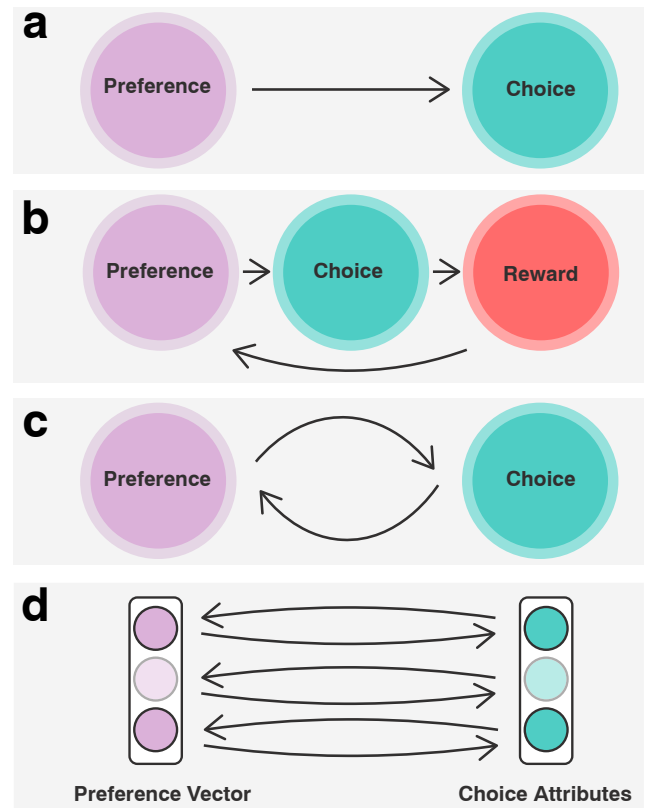 a
Preference
Choice
b
Preference
Choice
Reward
c
Preference
Choice
d
Preference Vector
Choice Attributes